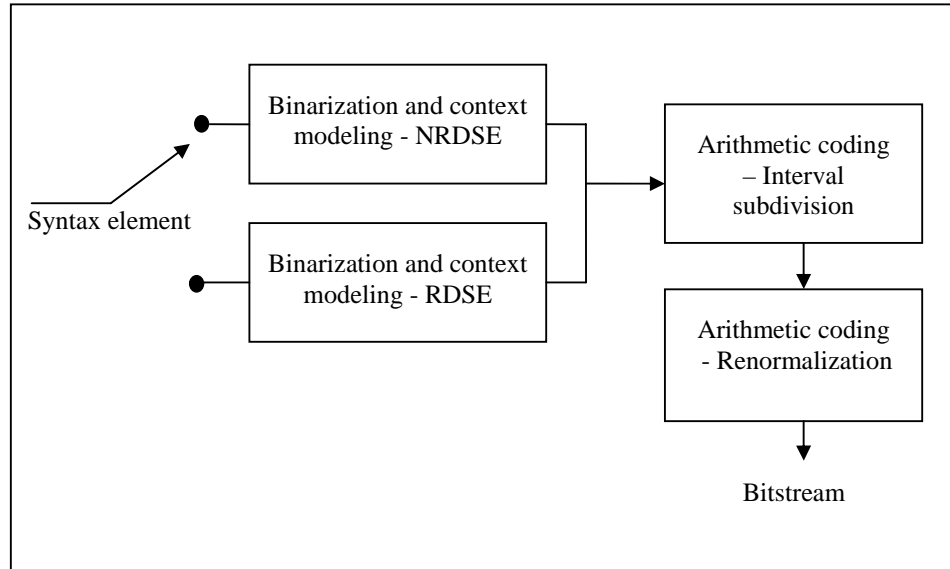 Binarization and context
modeling - NRDSE
Arithmetic coding
– Interval
subdivision
Syntax element
Binarization and context
modeling - RDSE
Arithmetic coding
- Renormalization
Bitstream